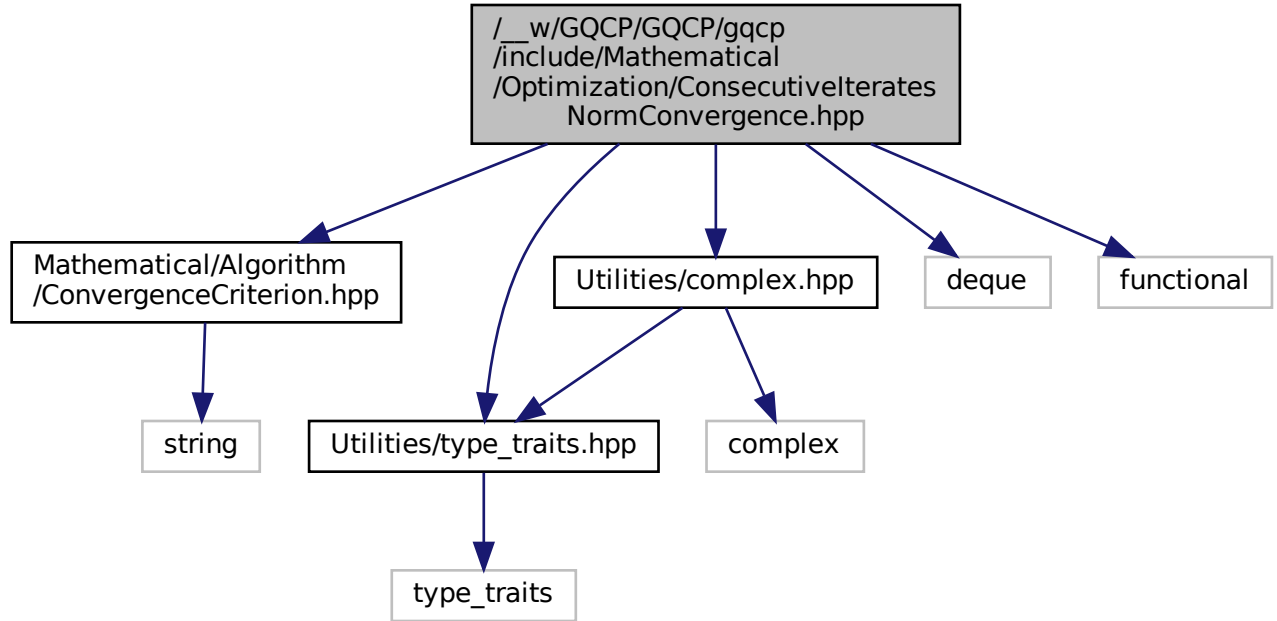 /__w/GQCP/GQCP/gqcp
/include/Mathematical
/Optimization/ConsecutiveIterates
NormConvergence.hpp
Mathematical/Algorithm
/ConvergenceCriterion.hpp
Utilities/complex.hpp
deque
functional
string
Utilities/type_traits.hpp
complex
type_traits